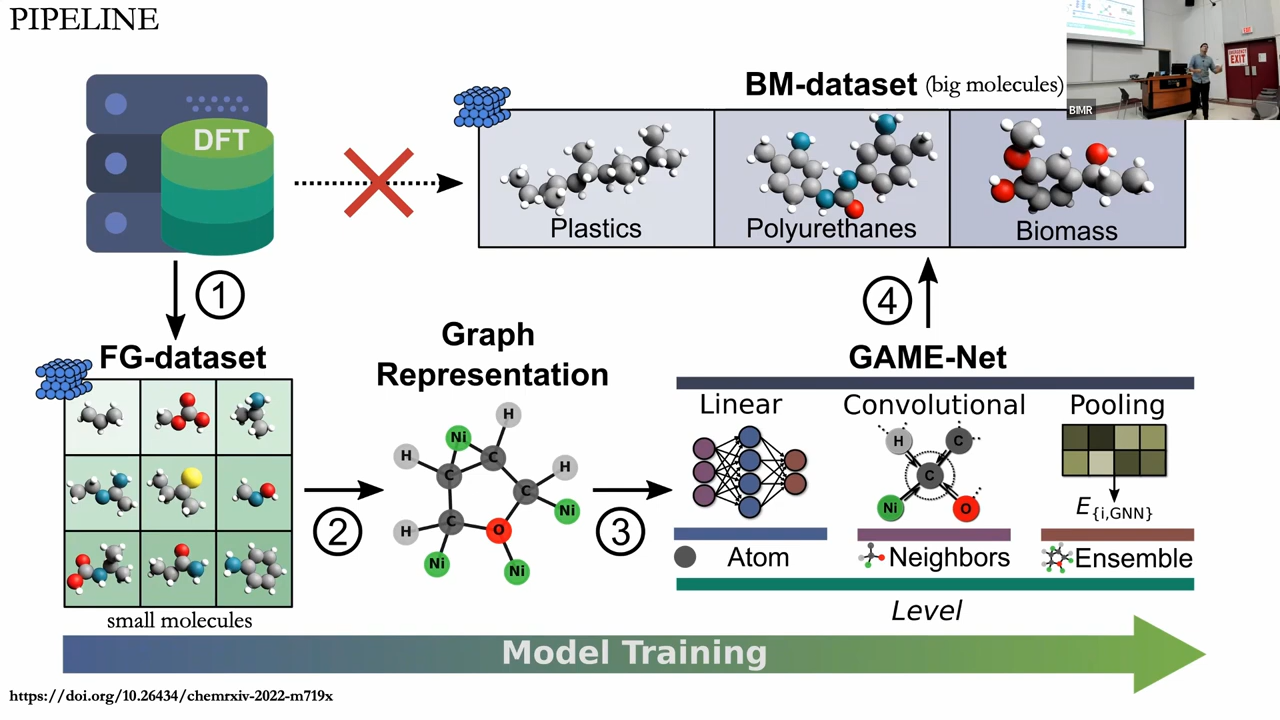 PIPELINE
EXIT
EMERGENCY
EXIT
BIMR
BM-dataset (big molecules)
DFT
Plastics
Polyurethanes
Biomass
1
4
FG-dataset
Graph
Representation
GAME-Net
Linear
Convolutional
Pooling
H
Ni
H
C
C
H
C
Ni
H
C
O
Ni
Ni
H
C
C
Ni
O
E{i,GNN}
2
3
Atom
Neighbors
Ensemble
Level
small molecules
Model Training
https://doi.org/10.26434/chemrxiv-2022-m719x